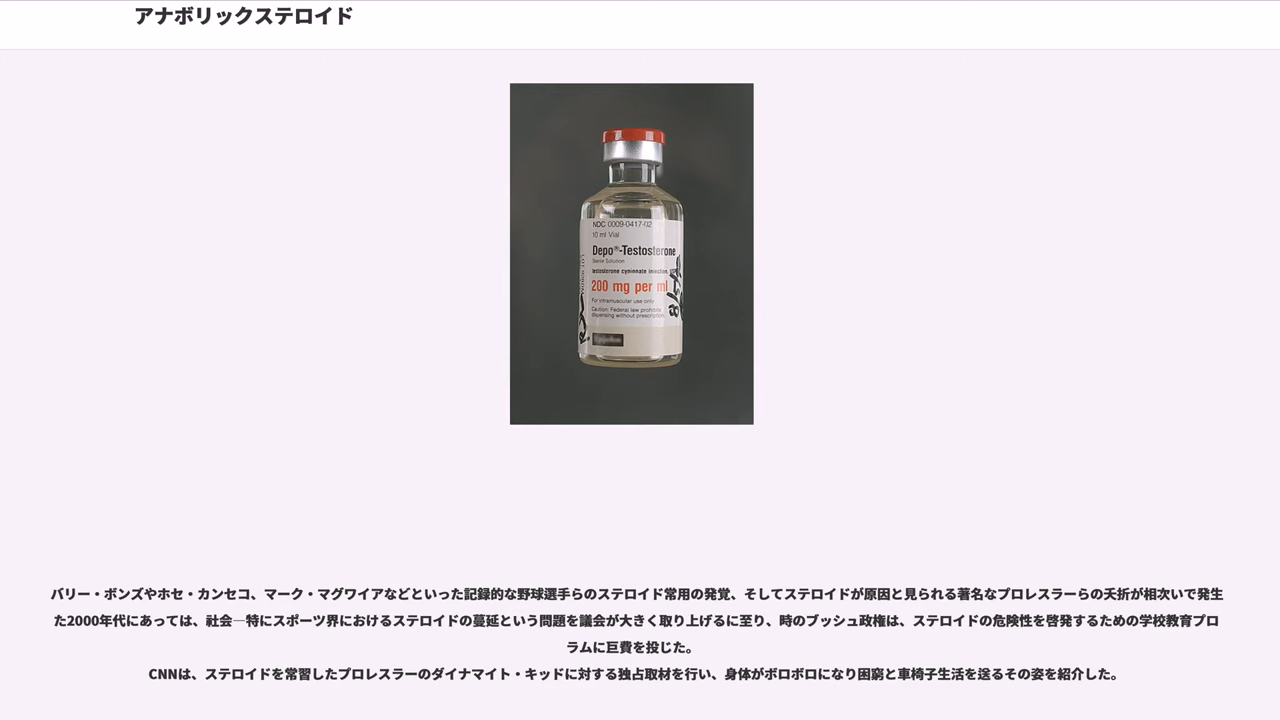 アナボリックステロイド
NDC 0009-0417-02
10 ml Vial
Depo®-Testosterone
Sterile Solution
testosterone cypionate injection
200 mg per ml
For intramuscular use only
Caution: Federal law prohibits
dispensing without prescription.
バリー・ボンズやホセ・カンセコ、マーク・マグワイアなどといった記録的な野球選手らのステロイド常用の発覚、そしてステロイドが原因と見られる著名なプロレスラーらの夭折が相次いで発生
た2000年代にあっては、社会―特にスポーツ界におけるステロイドの蔓延という問題を議会が大きく取り上げるに至り、時のブッシュ政権は、ステロイドの危険性を啓発するための学校教育プロ
ラムに巨費を投じた。
CNNは、ステロイドを常習したプロレスラーのダイナマイト・キッドに対する独占取材を行い、身体がボロボロになり困窮と車椅子生活を送るその姿を紹介した。